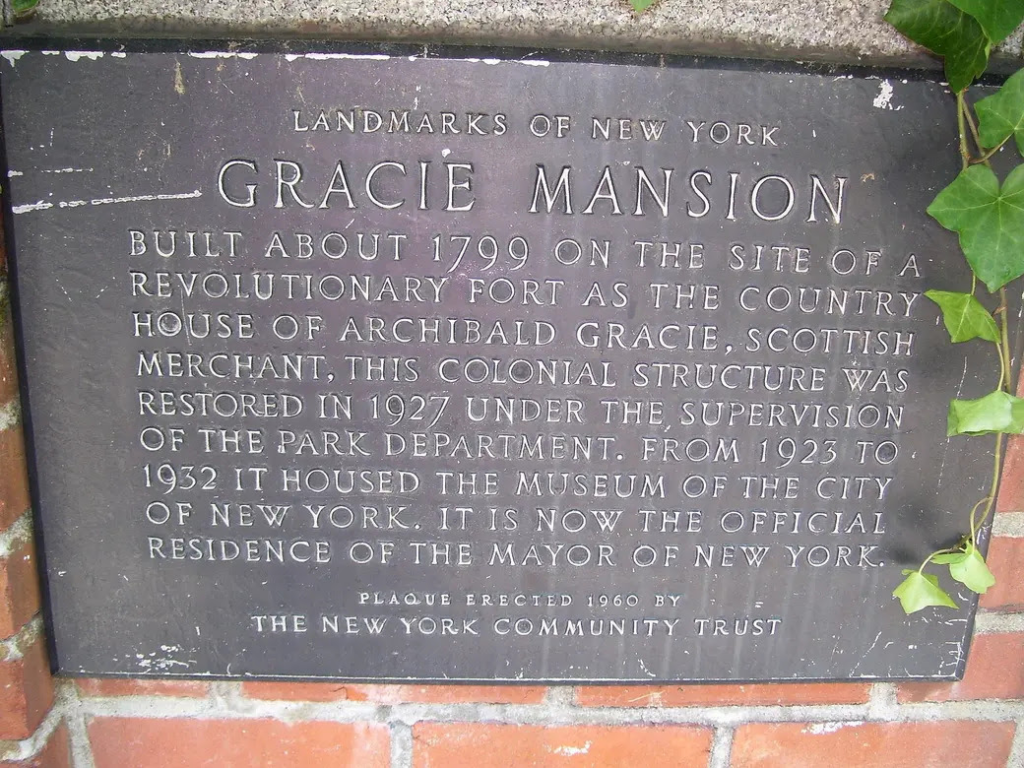 LANDMARKS OF NEW YORK
GRACIE MANSION
BUILT ABOUT 1799 ON THE SITE OF A
REVOLUTIONARY FORT AS THE COUNTRY
HOUSE OF ARCHIBALD GRACIE, SCOTTISH
MERCHANT, THIS COLONIAL STRUCTURE WAS
RESTORED IN 1927 UNDER THE SUPERVISION
OF THE PARK DEPARTMENT. FROM 1923 TO
1932 IT HOUSED THE MUSEUM OF THE CITY
OF NEW YORK. IT IS NOW THE OFFICIAL
RESIDENCE OF THE MAYOR OF NEW YORK.
PLAQUE ERECTED 1960 BY
THE NEW YORK COMMUNITY TRUST